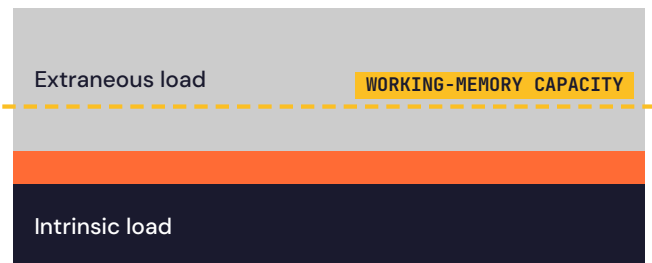 Extraneous load
WORKING-MEMORY CAPACITY
Intrinsic load